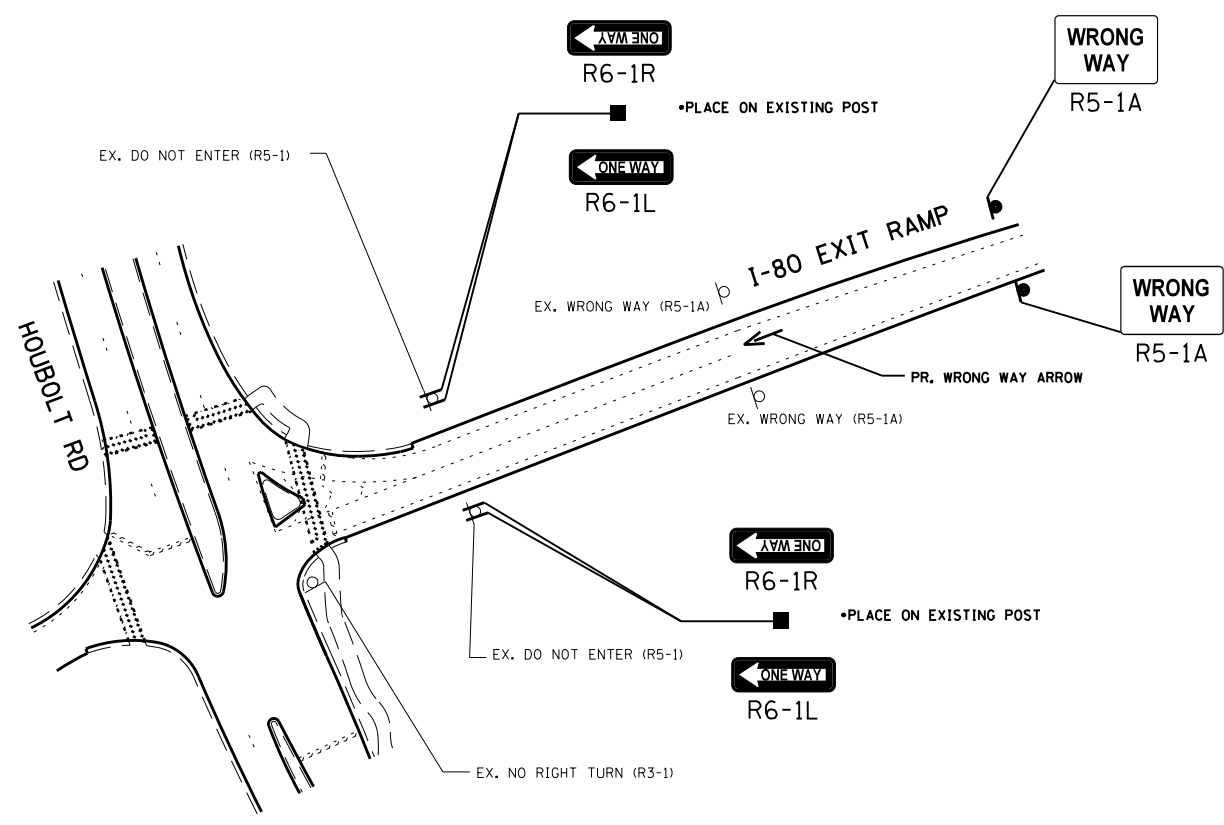 ONE WAY
R6-1R
•PLACE ON EXISTING POST
ONE WAY
R6-1L
WRONG
WAY
R5-1A
EX. DO NOT ENTER (R5-1)
I-80 EXIT RAMP
EX. WRONG WAY (R5-1A)
WRONG
WAY
R5-1A
HOUBOLT RD
PR. WRONG WAY ARROW
EX. WRONG WAY (R5-1A)
ONE WAY
R6-1R
•PLACE ON EXISTING POST
ONE WAY
R6-1L
EX. DO NOT ENTER (R5-1)
EX. NO RIGHT TURN (R3-1)